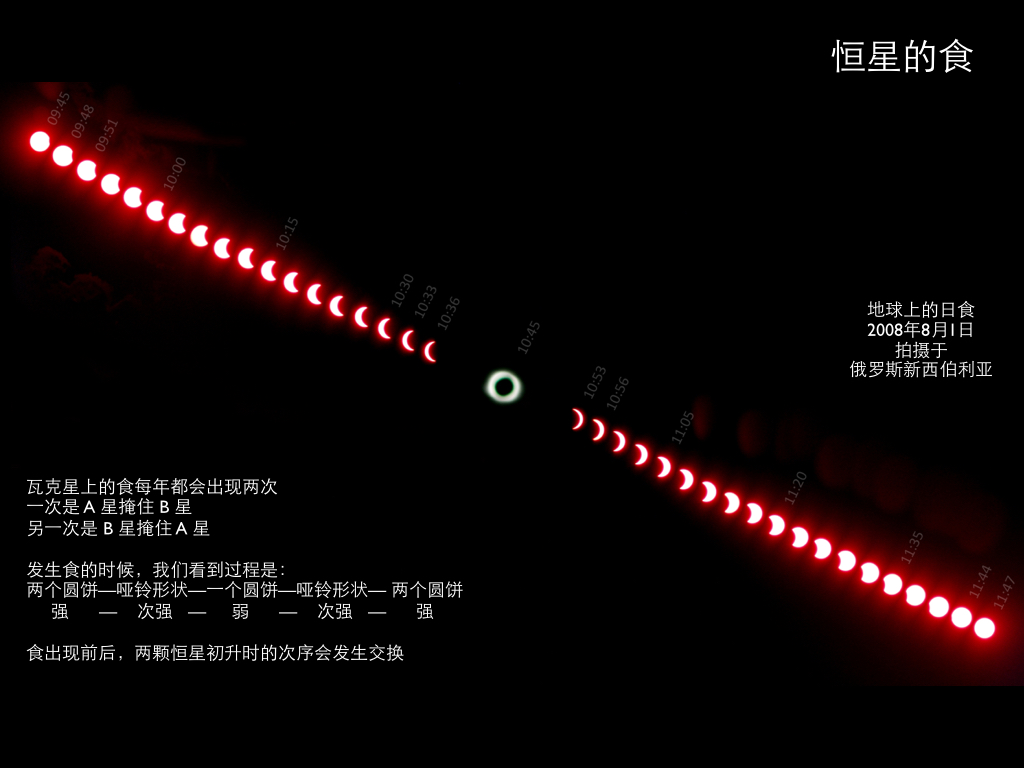 恒星的食
09:45
09:48
09:51
10:00
10:15
10:30
10:33
10:36
10:45
10:53
10:56
11:05
11:20
11:35
11:44
11:47
地球上的日食
2008年8月1日
拍摄于
俄罗斯新西伯利亚
瓦克星上的食每年都会出现两次
一次是 A 星掩住 B 星
另一次是 B 星掩住 A 星
发生食的时候，我们看到过程是：
两个圆饼—哑铃形状—一个圆饼—哑铃形状— 两个圆饼
强 — 次强 — 弱 — 次强 — 强
食出现前后，两颗恒星初升时的次序会发生交换